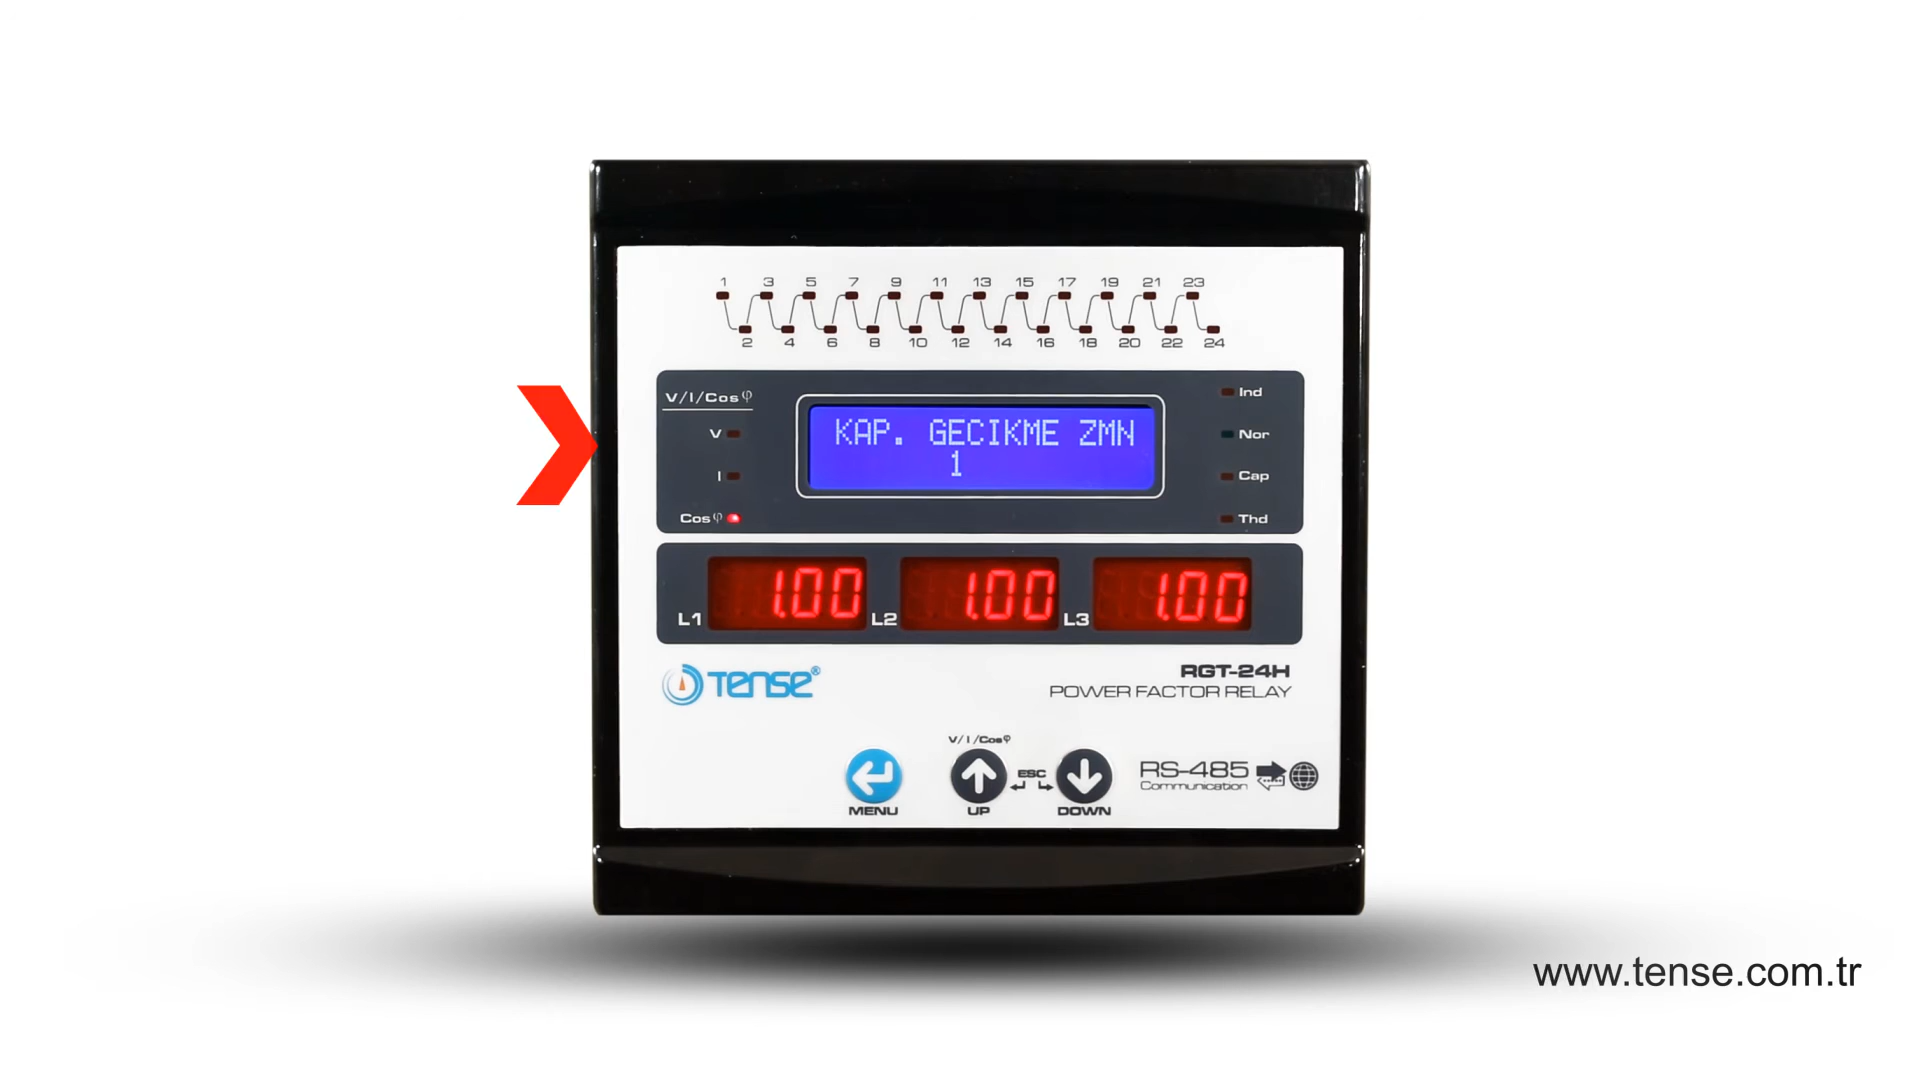 1 3 5 7 9 11 13 15 17 19 21 23
2 4 6 8 10 12 14 16 18 20 22 24
V/I/Cosφ
V
I
Cosφ
KAP. GECIKME ZMN
1
Ind
Nor
Cap
Thd
L1 1.00 L2 1.00 L3 1.00
TENSE®
RGT-24H
POWER FACTOR RELAY
V/I/Cosφ
ESC
MENU UP DOWN
RS-485
Communication
www.tense.com.tr